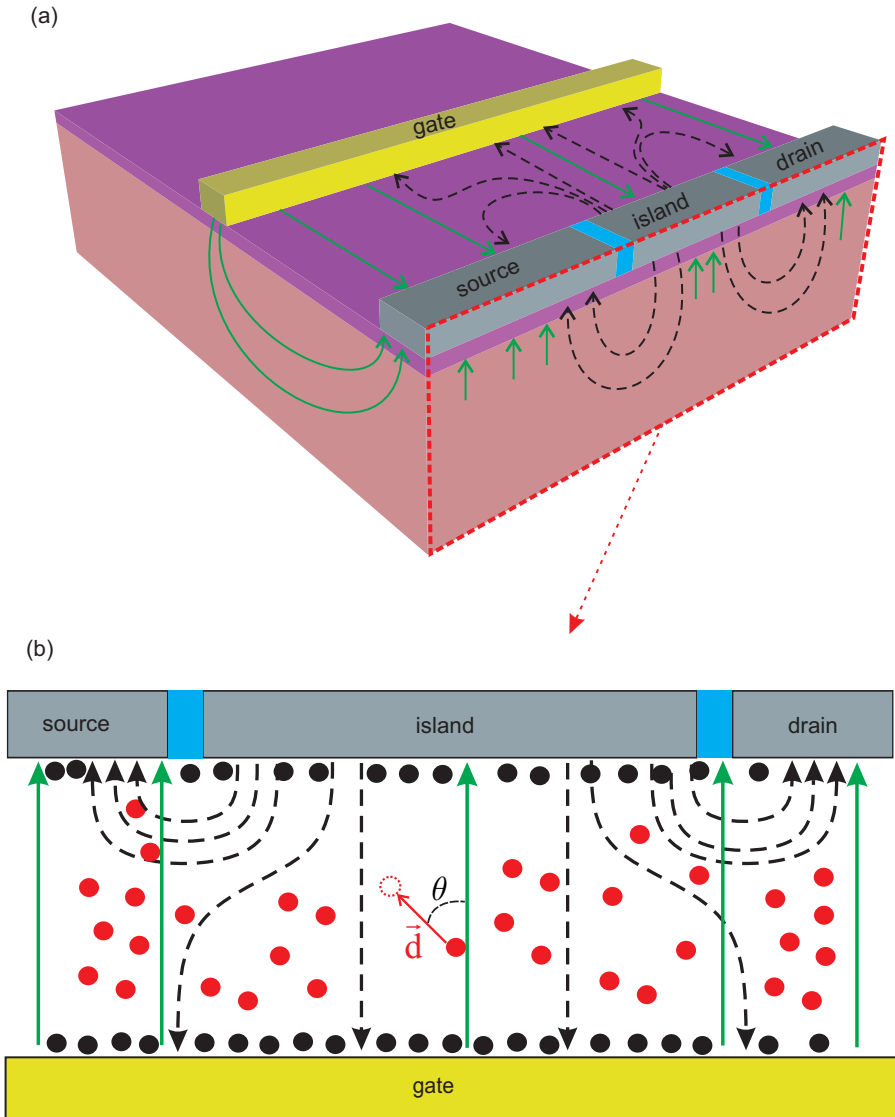 (a)
gate
drain
island
source
(b)
source island drain
θ
d
gate